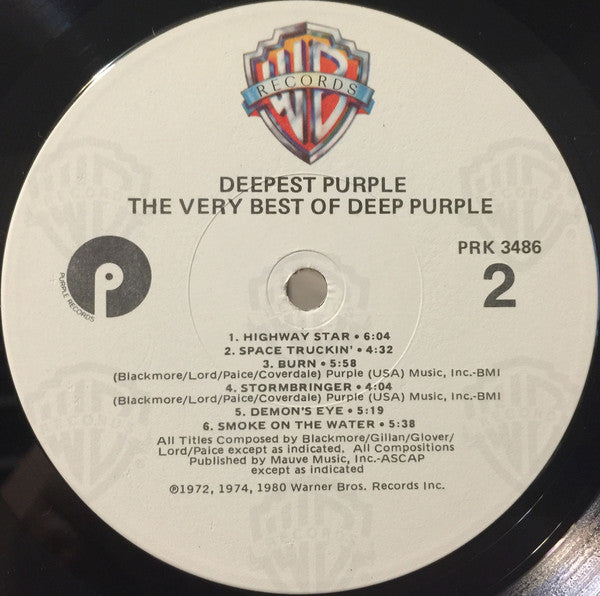 WB
RECORDS
DEEPEST PURPLE
THE VERY BEST OF DEEP PURPLE
PRK 3486
2
PURPLE RECORDS
1. HIGHWAY STAR • 6:04
2. SPACE TRUCKIN' • 4:32
3. BURN • 5:58
(Blackmore/Lord/Paice/Coverdale) Purple (USA) Music, Inc.-BMI
4. STORMBRINGER • 4:04
(Blackmore/Lord/Paice/Coverdale) Purple (USA) Music, Inc.-BMI
5. DEMON'S EYE • 5:19
6. SMOKE ON THE WATER • 5:38
All Titles Composed by Blackmore/Gillan/Glover/
Lord/Paice except as indicated. All Compositions
Published by Mauve Music, Inc.-ASCAP
except as indicated
℗1972, 1974, 1980 Warner Bros. Records Inc.